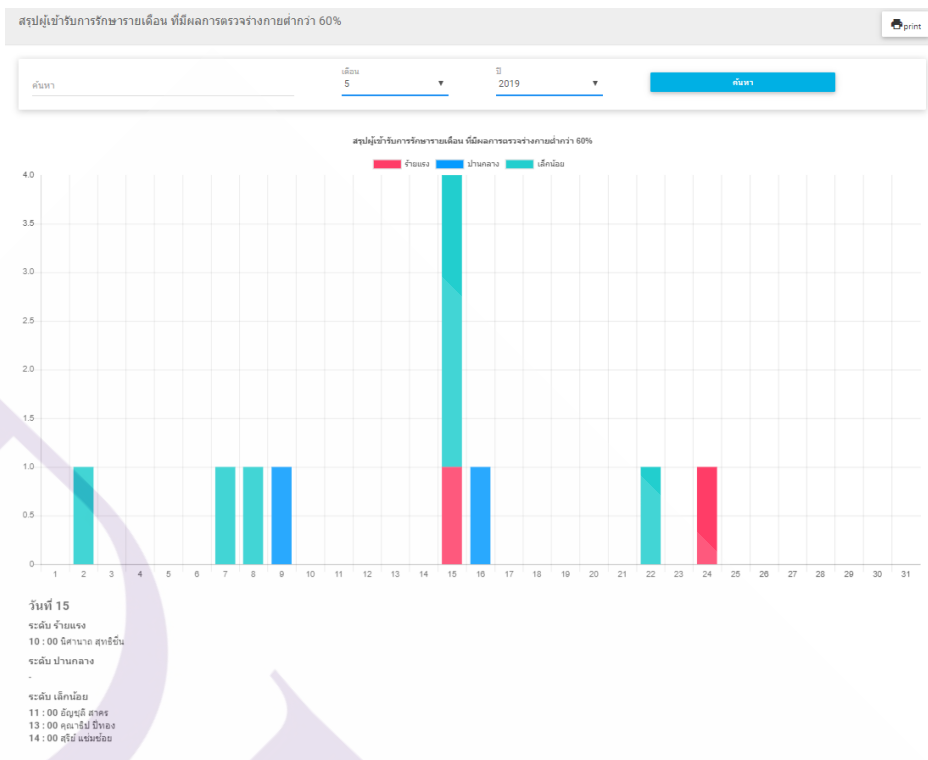 สรุปผู้เข้ารับการรักษารายเดือน ที่มีผลการตรวจร่างกายต่ำกว่า 60%
print
เดือน ปี
ค้นหา 5 2019 ค้นหา
สรุปผู้เข้ารับการรักษารายเดือน ที่มีผลการตรวจร่างกายต่ำกว่า 60%
ร้ายแรง ปานกลาง เล็กน้อย
4.0
3.5
3.0
2.5
2.0
1.5
1.0
0.5
0
1 2 3 4 5 6 7 8 9 10 11 12 13 14 15 16 17 18 19 20 21 22 23 24 25 26 27 28 29 30 31
วันที่ 15
ระดับ ร้ายแรง
10 : 00 นิศานาถ สุทธิขึ้น
ระดับ ปานกลาง
-
ระดับ เล็กน้อย
11 : 00 อัญชุลี สาคร
13 : 00 คุณาธิป ปีทอง
14 : 00 สุรีย์ แช่มช้อย